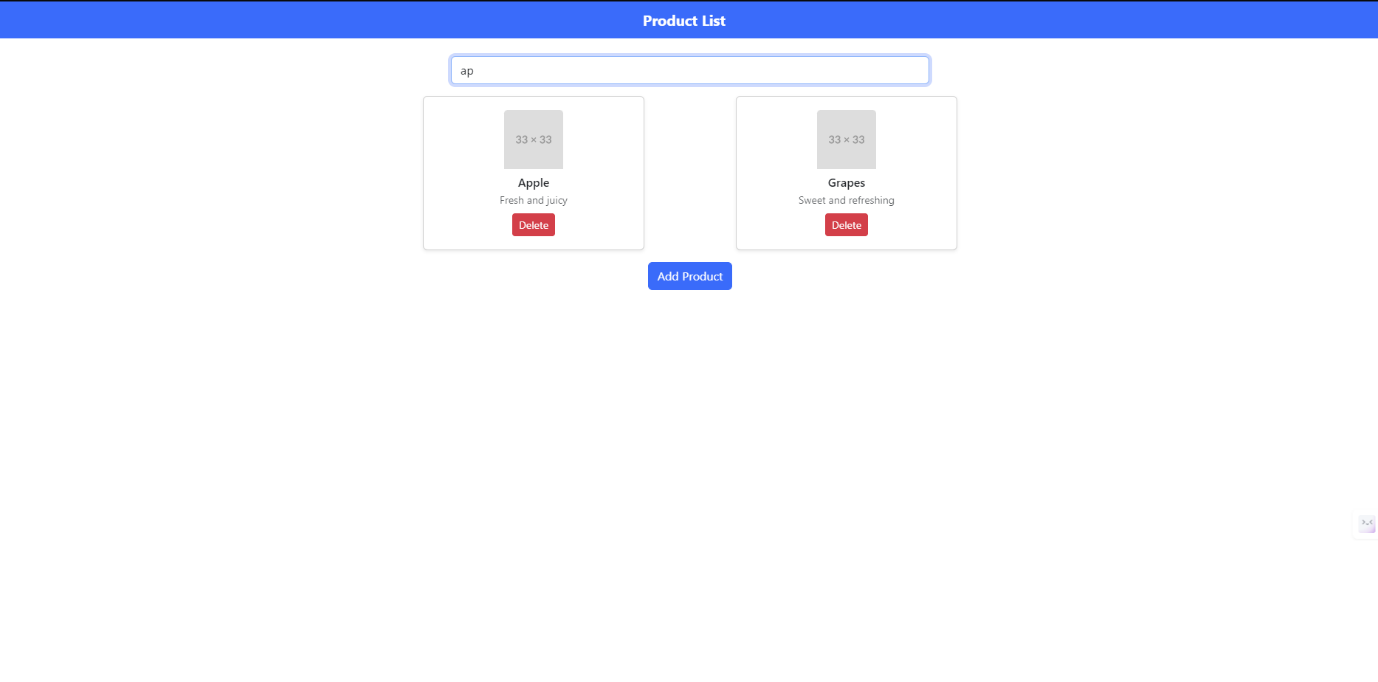 Product List
ap
33 × 33
Apple
Fresh and juicy
Delete
33 × 33
Grapes
Sweet and refreshing
Delete
Add Product